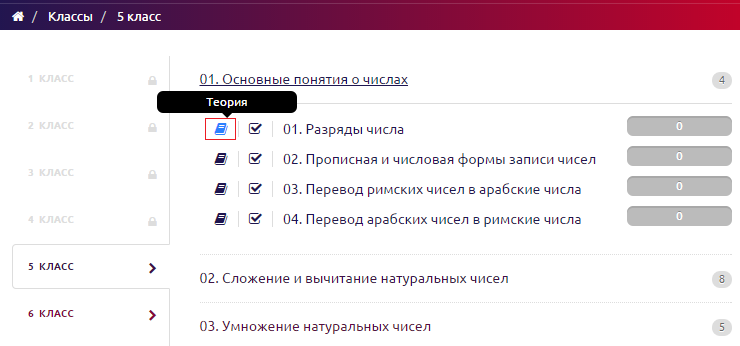 / Классы / 5 класс
1 КЛАСС
2 КЛАСС
3 КЛАСС
4 КЛАСС
5 КЛАСС
6 КЛАСС
01. Основные понятия о числах 4
Теория
01. Разряды числа 0
02. Прописная и числовая формы записи чисел 0
03. Перевод римских чисел в арабские числа 0
04. Перевод арабских чисел в римские числа 0
02. Сложение и вычитание натуральных чисел 8
03. Умножение натуральных чисел 5